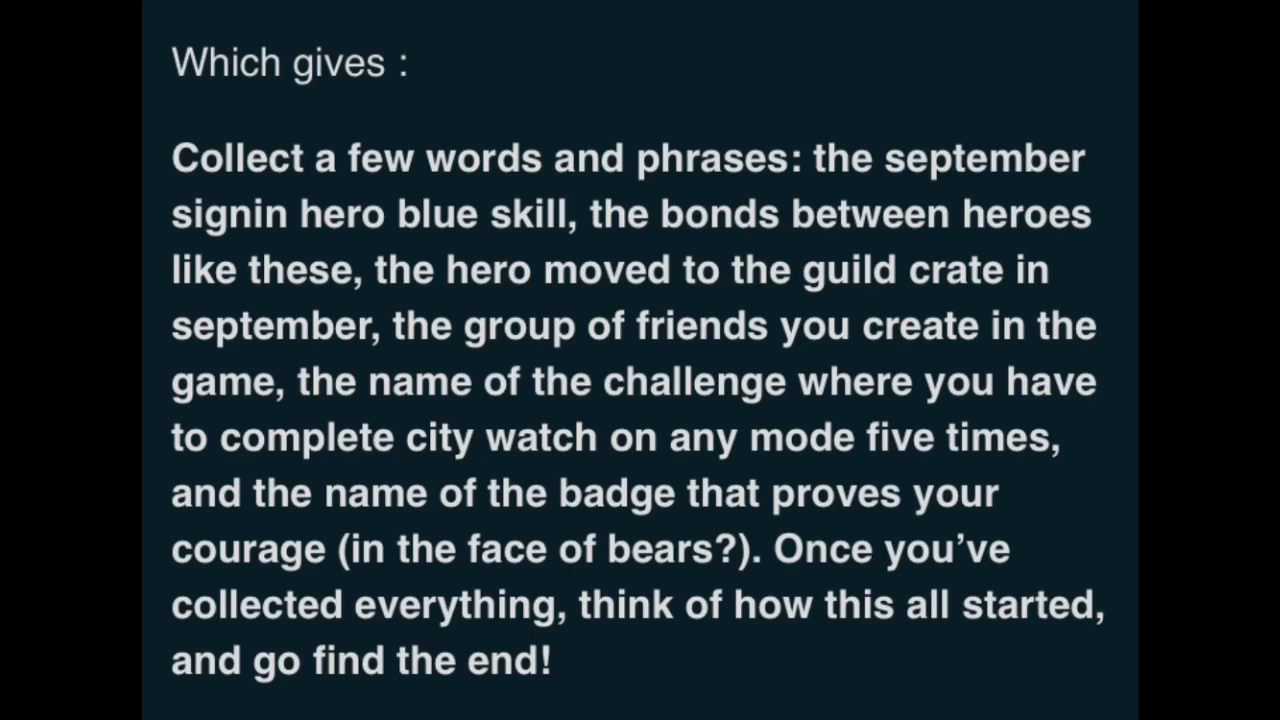 Which gives :
Collect a few words and phrases: the september
signin hero blue skill, the bonds between heroes
like these, the hero moved to the guild crate in
september, the group of friends you create in the
game, the name of the challenge where you have
to complete city watch on any mode five times,
and the name of the badge that proves your
courage (in the face of bears?). Once you’ve
collected everything, think of how this all started,
and go find the end!